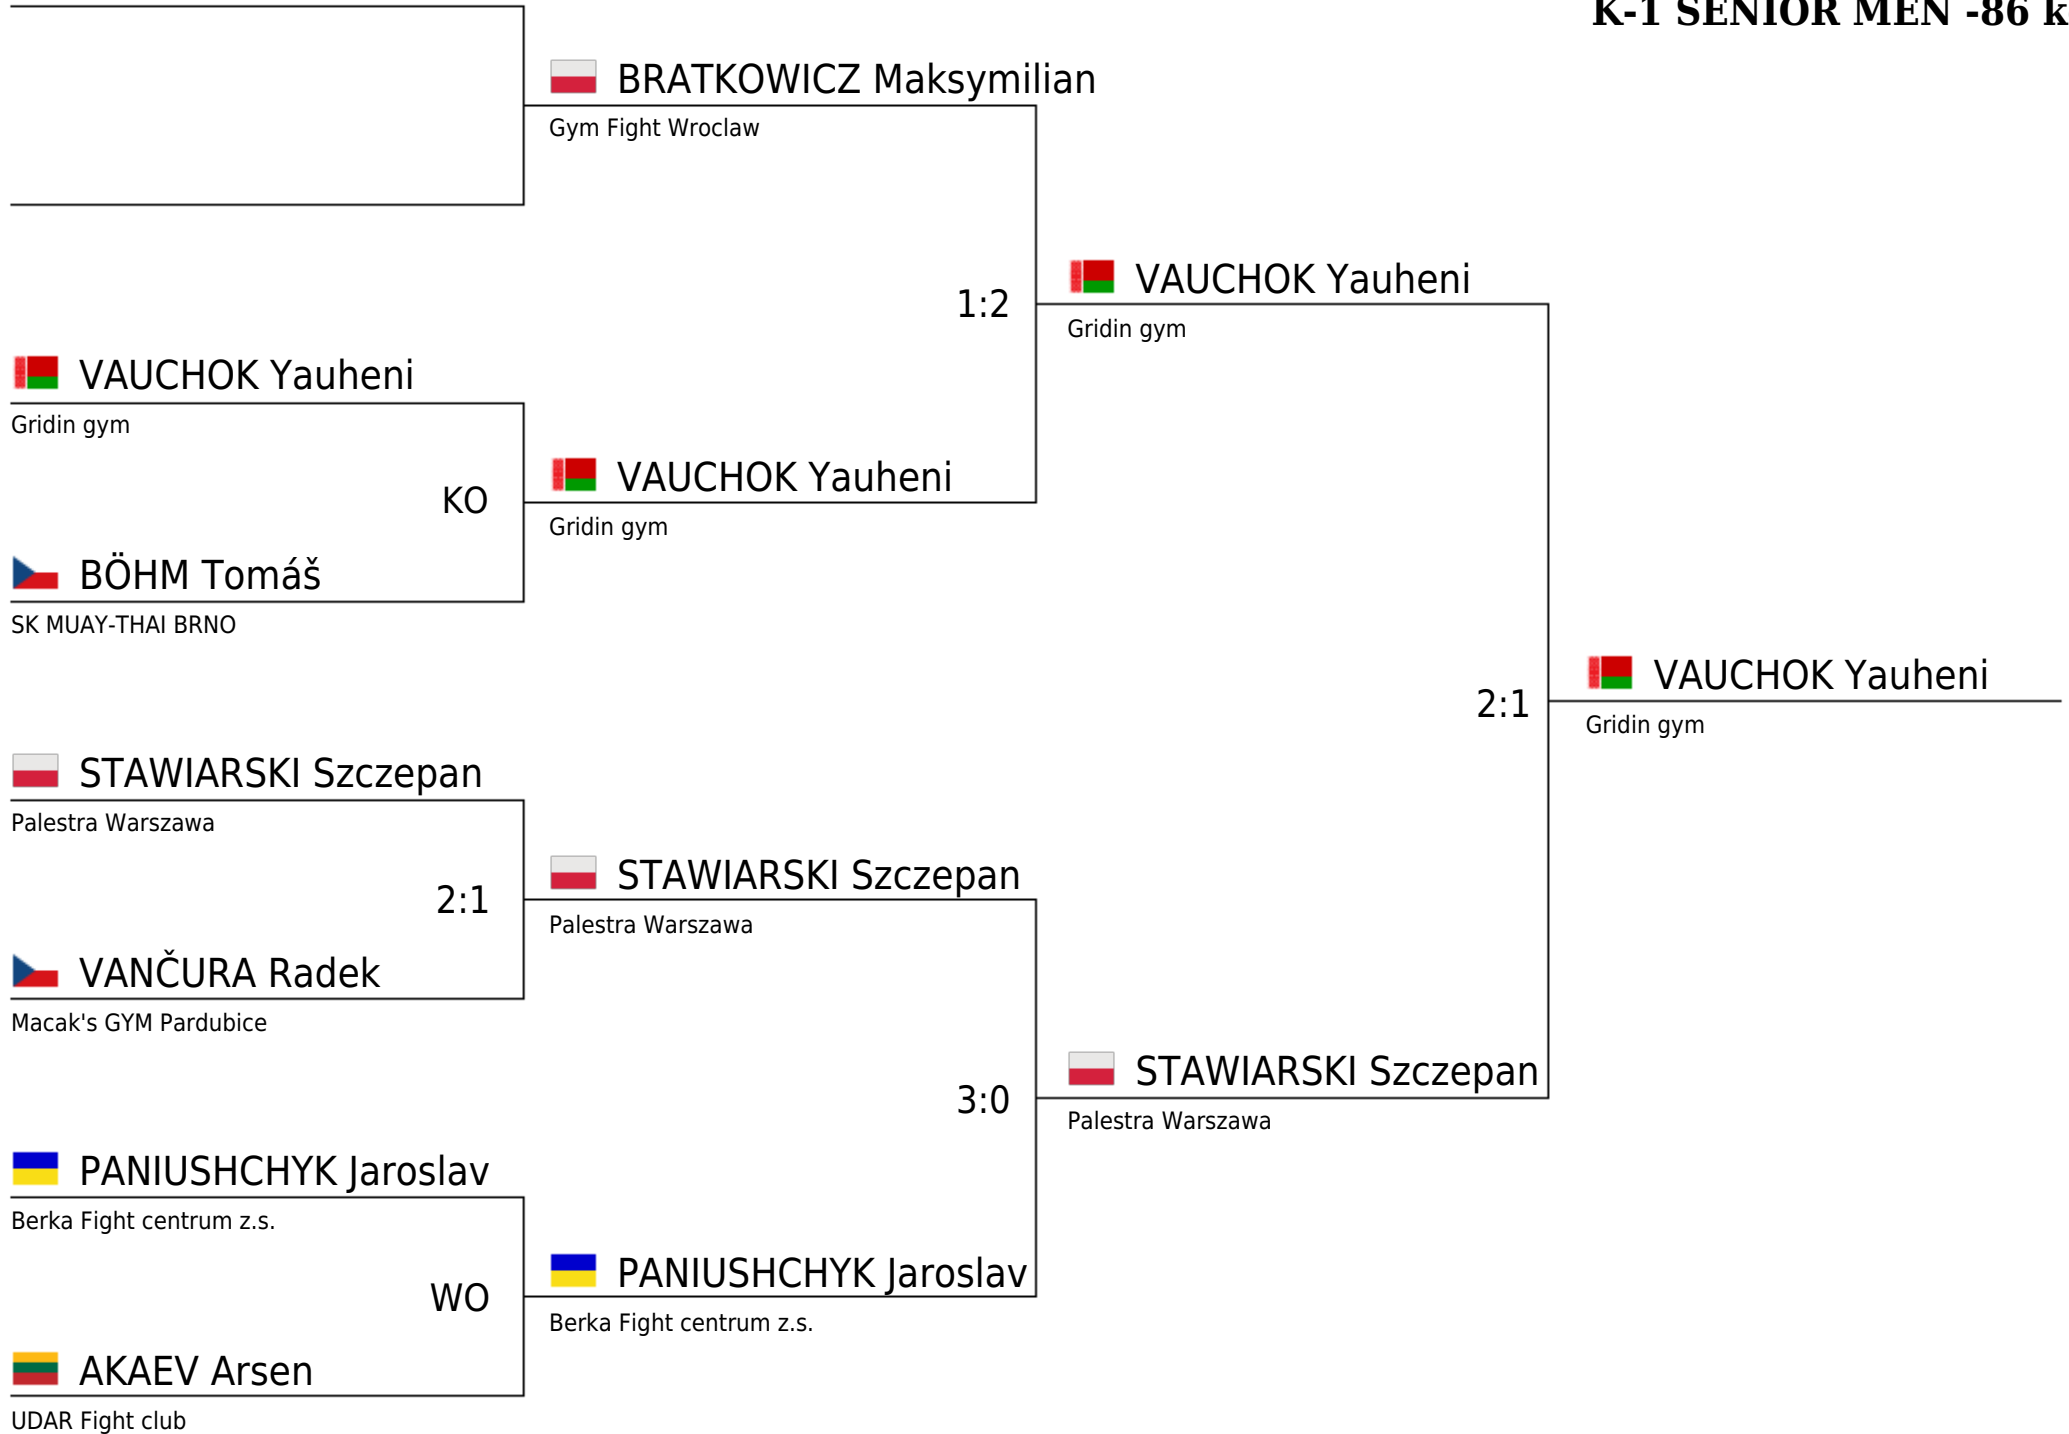 K-1 SENIOR MEN -86 k
BRATKOWICZ Maksymilian
Gym Fight Wroclaw
1:2
VAUCHOK Yauheni
Gridin gym
VAUCHOK Yauheni
Gridin gym
KO
VAUCHOK Yauheni
Gridin gym
BÖHM Tomáš
SK MUAY-THAI BRNO
2:1
VAUCHOK Yauheni
Gridin gym
STAWIARSKI Szczepan
Palestra Warszawa
2:1
STAWIARSKI Szczepan
Palestra Warszawa
VANČURA Radek
Macak's GYM Pardubice
3:0
STAWIARSKI Szczepan
Palestra Warszawa
PANIUSHCHYK Jaroslav
Berka Fight centrum z.s.
WO
PANIUSHCHYK Jaroslav
Berka Fight centrum z.s.
AKAEV Arsen
UDAR Fight club